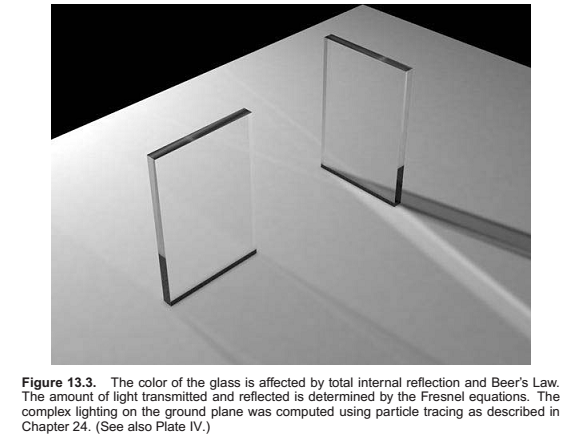 Figure 13.3. The color of the glass is affected by total internal reflection and Beer's Law.
The amount of light transmitted and reflected is determined by the Fresnel equations. The
complex lighting on the ground plane was computed using particle tracing as described in
Chapter 24. (See also Plate IV.)